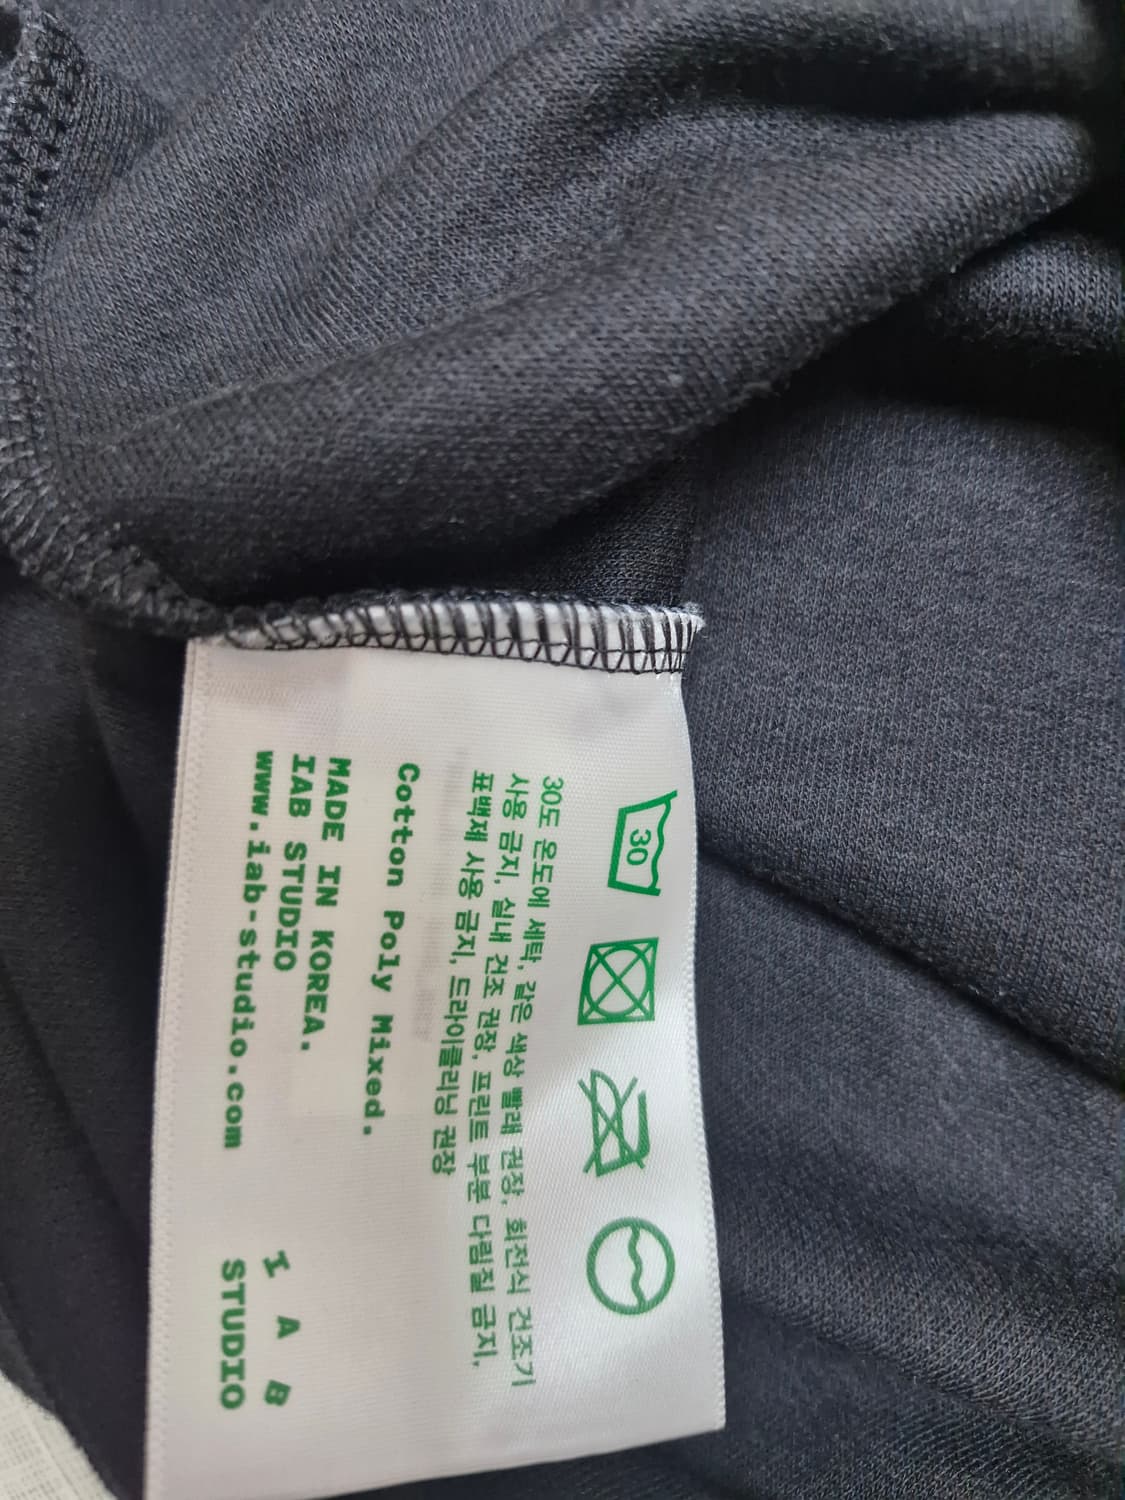 30
30도 온도에 세탁, 같은 색상 빨래 권장, 회전식 건조기
사용 금지, 실내 건조 권장, 프린트 부분 다림질 금지,
표백제 사용 금지, 드라이클리닝 권장
Cotton Poly Mixed.
MADE IN KOREA.
IAB STUDIO
www.iab-studio.com
I A B
STUDIO